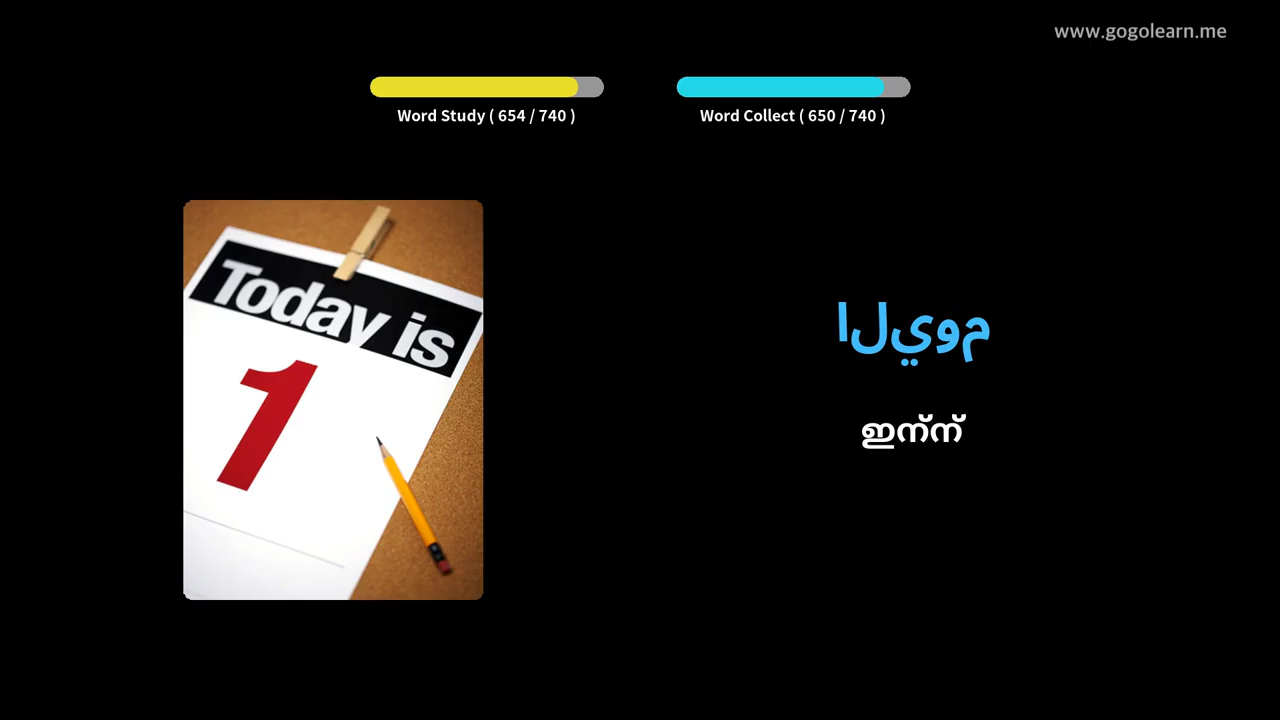 www.gogolearn.me
Word Study ( 654 / 740 )
Word Collect ( 650 / 740 )
Today is
1
اليوم
ഇന്ന്